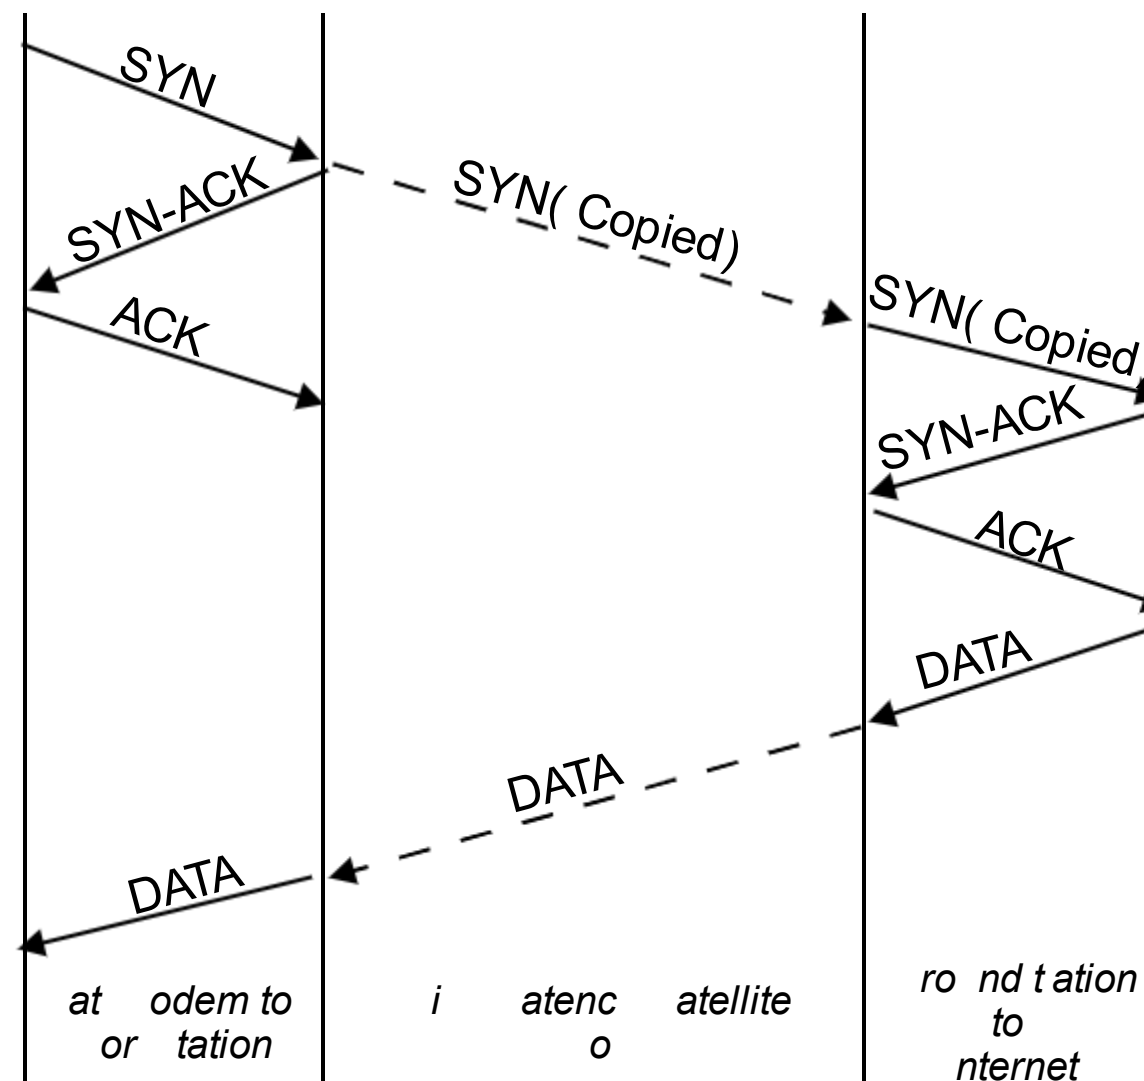 SYN
SYN-ACK
SYN( Copied)
ACK
SYN( Copied
SYN-ACK
ACK
DATA
DATA
DATA
at odem to
or tation
i atenc atellite
o
ro nd t ation
to
nternet